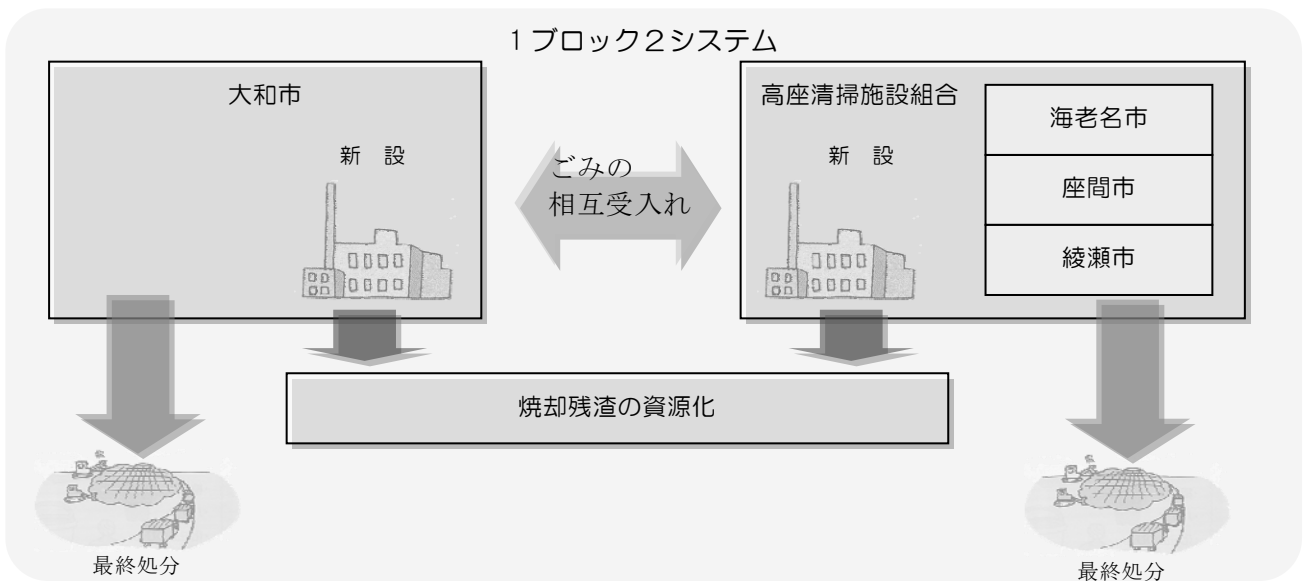 1ブロック2システム
大和市
新 設
ごみの
相互受入れ
高座清掃施設組合
新 設
海老名市
座間市
綾瀬市
焼却残渣の資源化
最終処分
最終処分